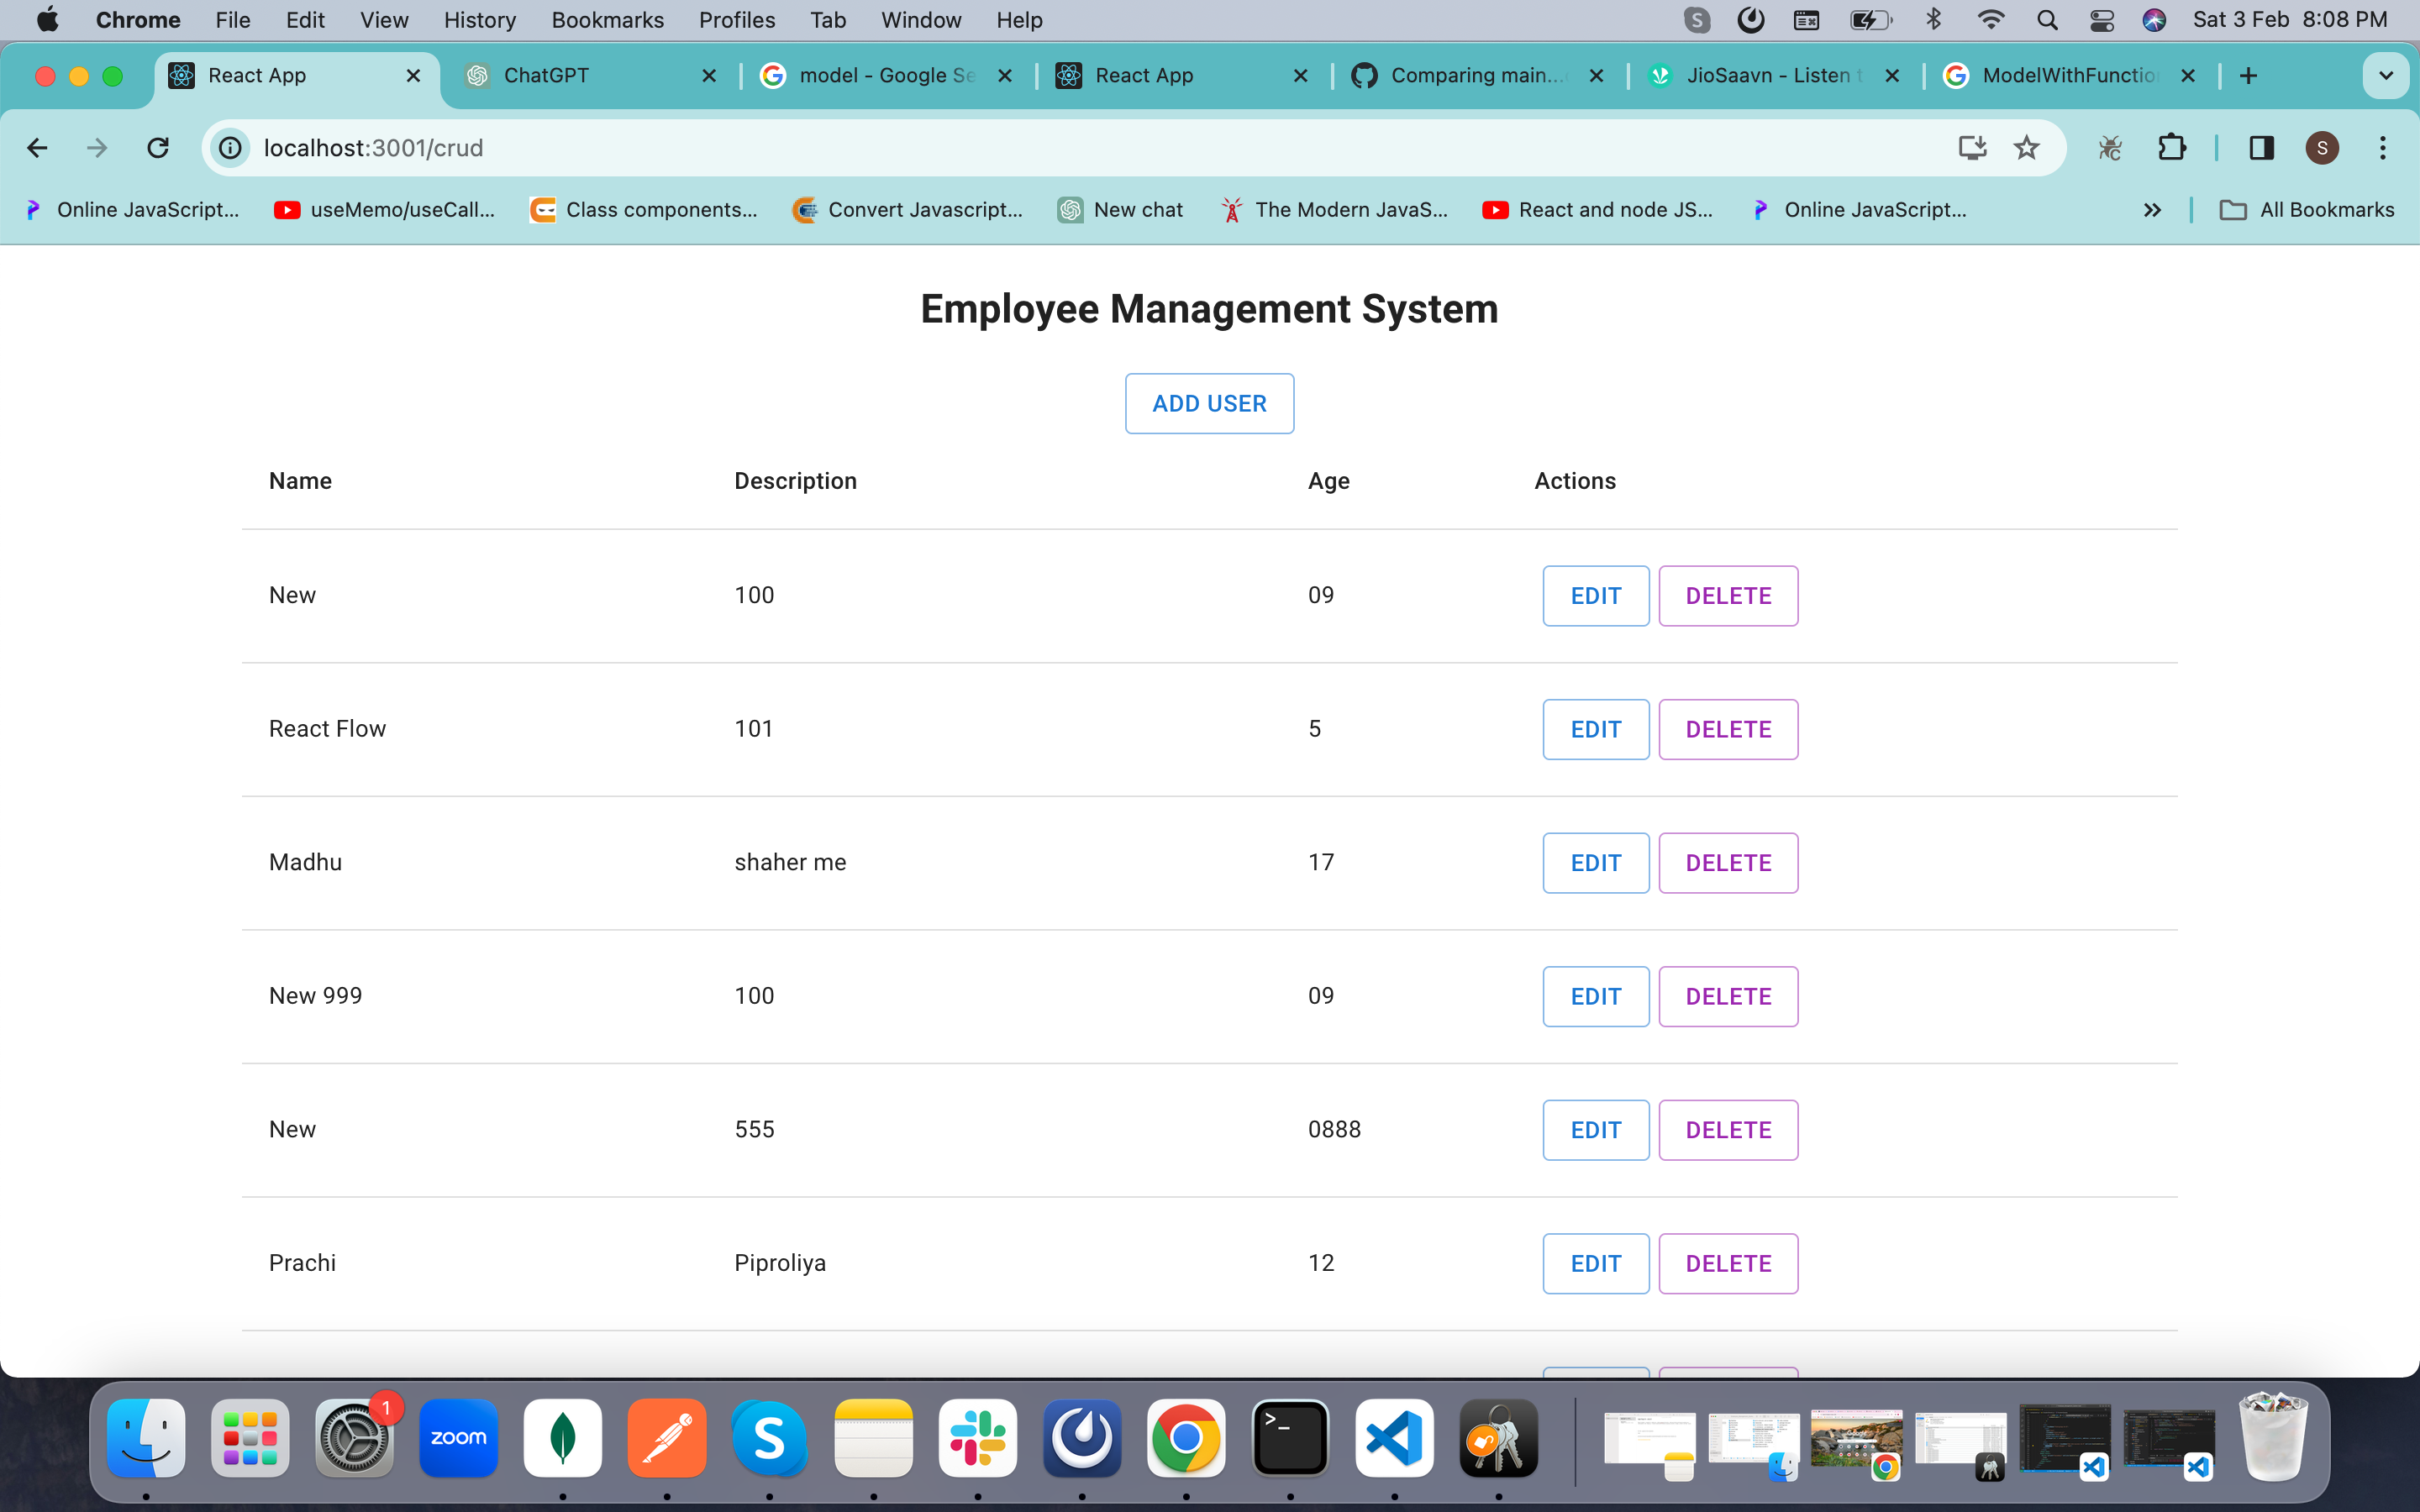 Chrome File Edit View History Bookmarks Profiles Tab Window Help S Sat 3 Feb 8:08 PM
React App ChatGPT model - Google Se React App Comparing main... JioSaavn - Listen t ModelWithFunctio
localhost:3001/crud S
Online JavaScript... useMemo/useCall... Class components... Convert Javascript... New chat The Modern JavaS... React and node JS... Online JavaScript... All Bookmarks
Employee Management System
ADD USER
Name Description Age Actions
New 100 09 EDIT DELETE
React Flow 101 5 EDIT DELETE
Madhu shaher me 17 EDIT DELETE
New 999 100 09 EDIT DELETE
New 555 0888 EDIT DELETE
Prachi Piproliya 12 EDIT DELETE
1
zoom S >_